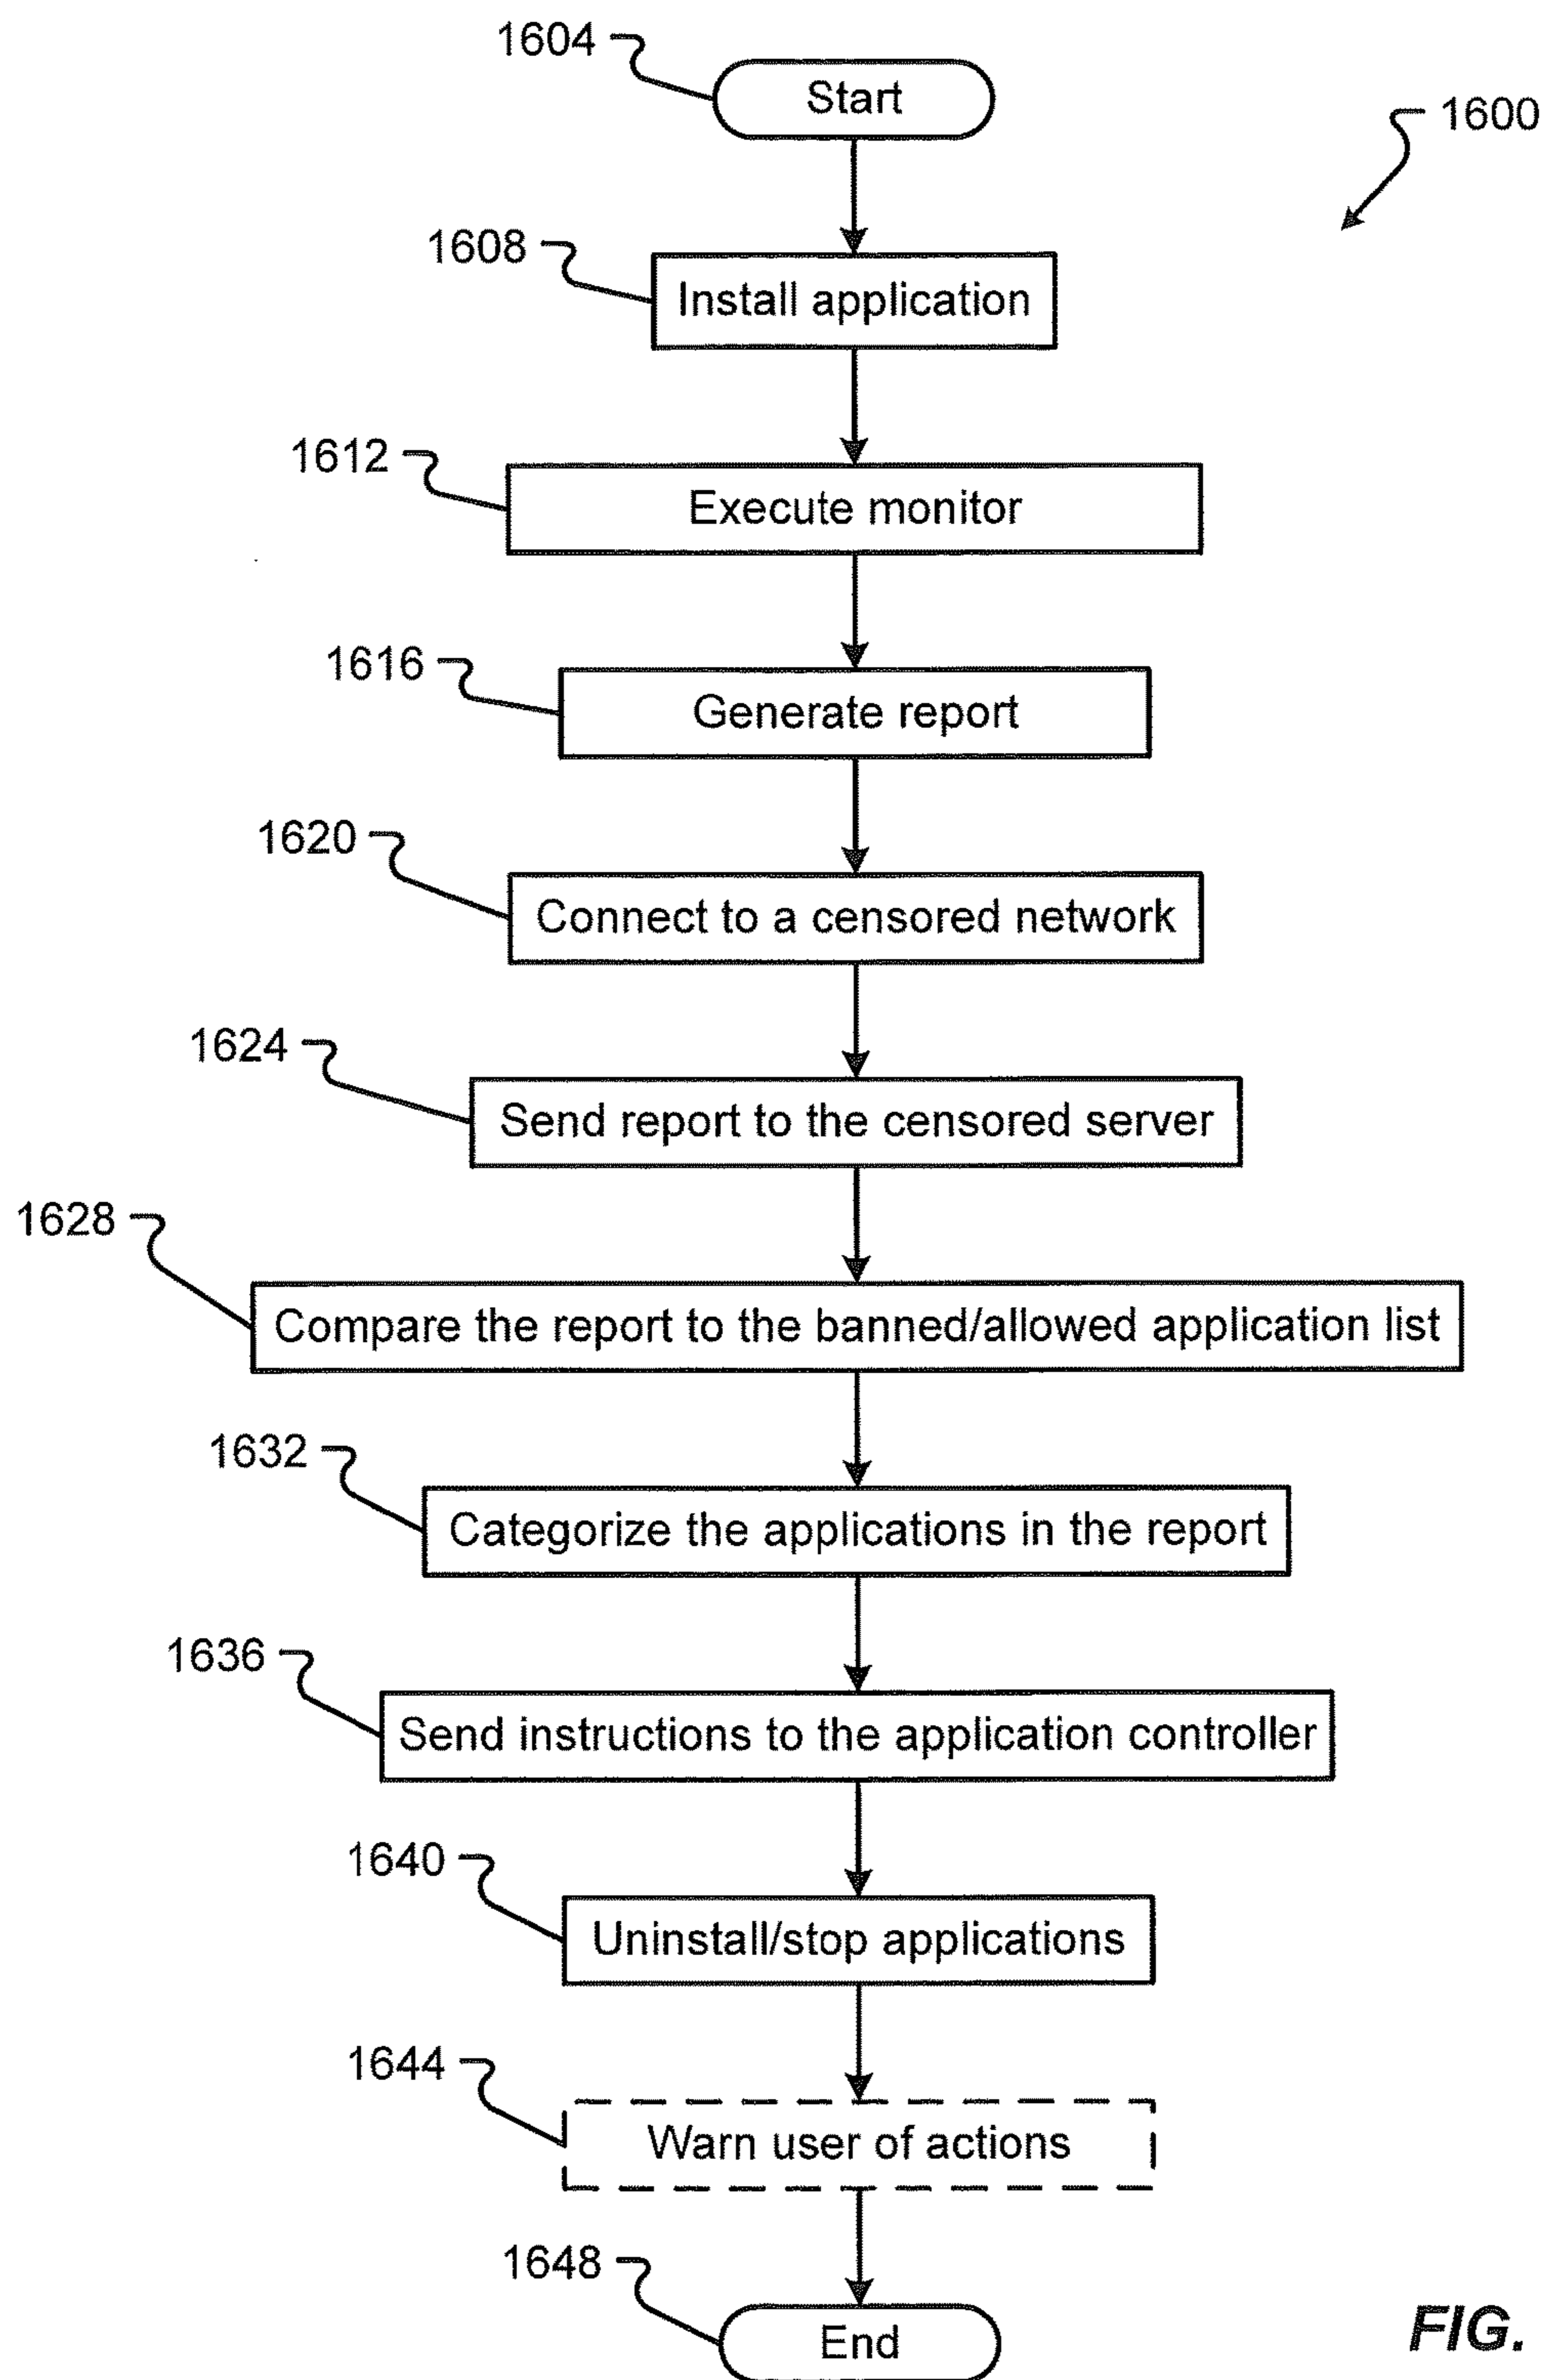 1604
Start
1600
1608
Install application
1612
Execute monitor
1616
Generate report
1620
Connect to a censored network
1624
Send report to the censored server
1628
Compare the report to the banned/allowed application list
1632
Categorize the applications in the report
1636
Send instructions to the application controller
1640
Uninstall/stop applications
1644
Warn user of actions
1648
End
FIG.